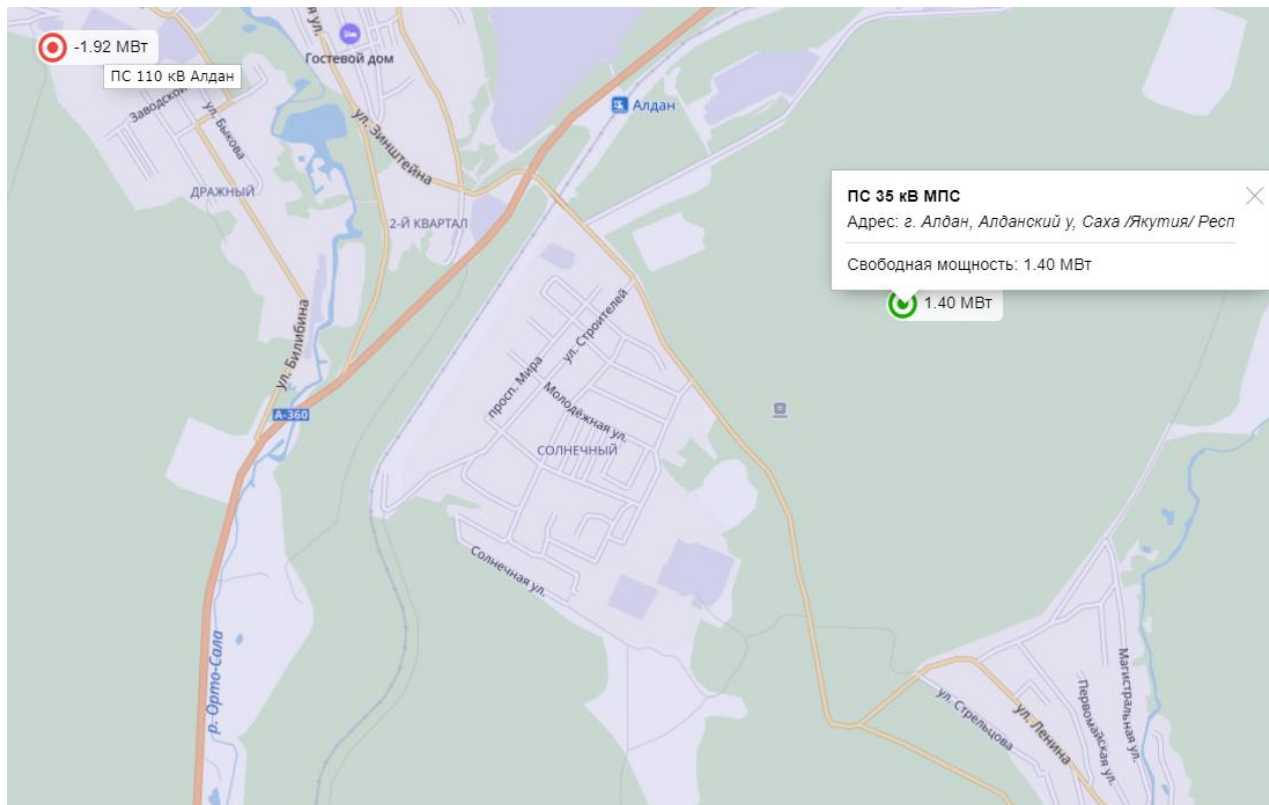 я ул.
-1.92 МВт
ПС 110 кВ Алдан
Гостевой дом
Заводской
ул. Быкова
ул. Зинштейна
Алдан
ДРАЖНЫЙ
2-Й КВАРТАЛ
ПС 35 кВ МПС
Адрес: г. Алдан, Алданский у, Саха /Якутия/ Респ
Свободная мощность: 1.40 МВт
1.40 МВт
ул. Билибина
А-360
ул. Строителей
просп. Мира
Молодёжная ул.
СОЛНЕЧНЫЙ
Солнечная ул.
р. Орто-Сала
ул. Стрельцова
ул. Ленина
Первомайская ул.
Магистральная ул.